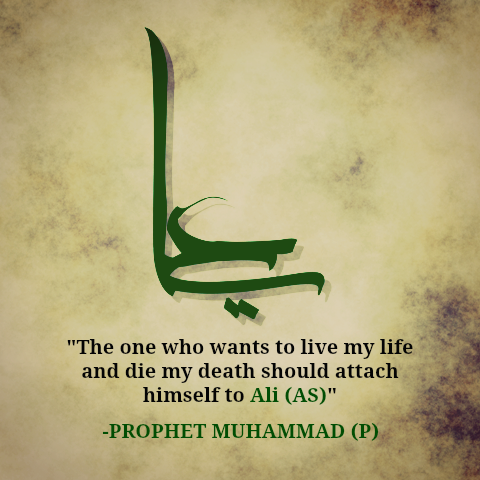 علي
"The one who wants to live my life
and die my death should attach
himself to Ali (AS)"
-PROPHET MUHAMMAD (P)